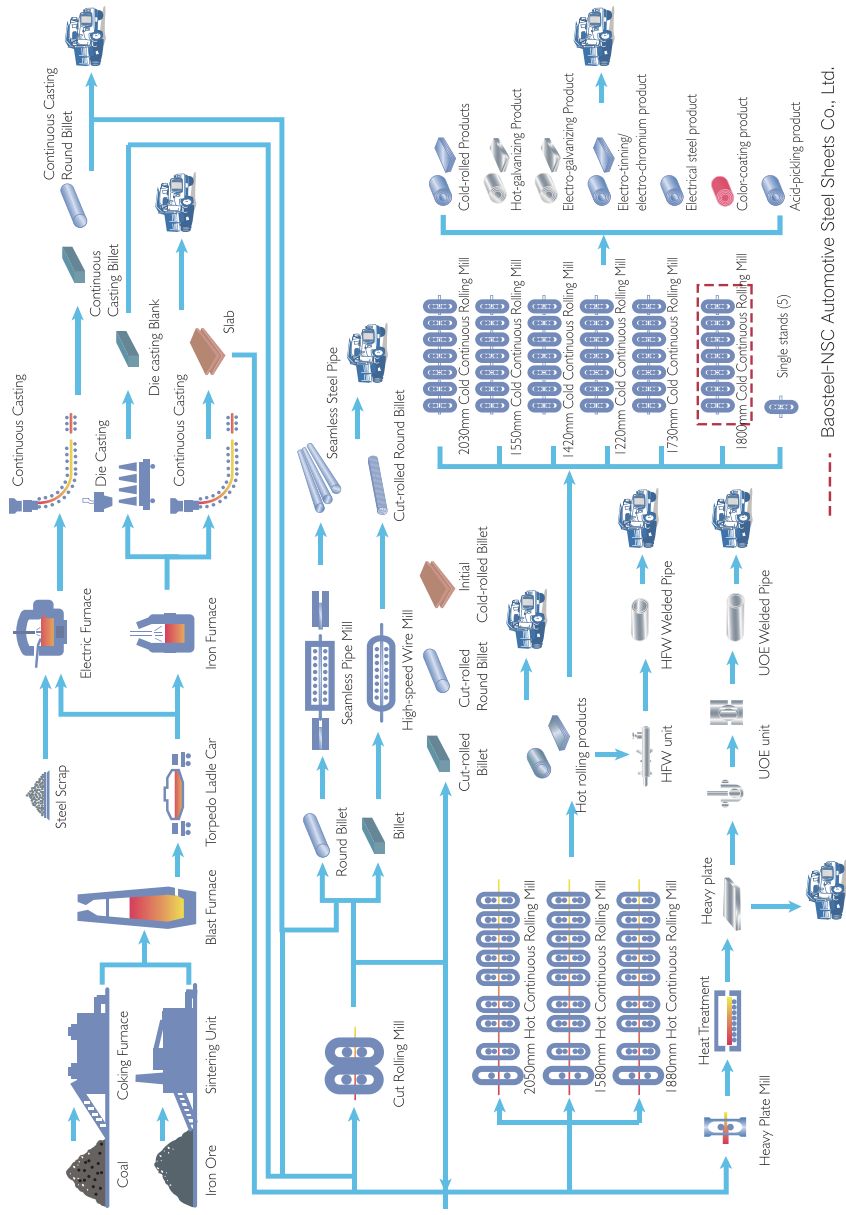 Coal
Coking Furnace
Iron Ore
Sintering Unit
Blast Furnace
Steel Scrap
Torpedo Ladle Car
Electric Furnace
Iron Furnace
Continuous Casting
Die Casting
Continuous Casting
Continuous
Casting Billet
Continuous Casting
Round Billet
Die casting Blank
Slab
Cut Rolling Mill
Round Billet
Billet
Seamless Pipe Mill
High-speed Wire Mill
Seamless Steel Pipe
Cut-rolled Round Billet
Cut-rolled
Billet
Cut-rolled
Round Billet
Initial
Cold-rolled Billet
2050mm Hot Continuous Rolling Mill
1580mm Hot Continuous Rolling Mill
1880mm Hot Continuous Rolling Mill
Hot rolling products
HFW unit
HFW Welded Pipe
Heavy Plate Mill
Heat Treatment
Heavy plate
UOE unit
UOE Welded Pipe
2030mm Cold Continuous Rolling Mill
1550mm Cold Continuous Rolling Mill
1420mm Cold Continuous Rolling Mill
1220mm Cold Continuous Rolling Mill
1730mm Cold Continuous Rolling Mill
1800mm Cold Continuous Rolling Mill
Single stands (5)
Cold-rolled Products
Hot-galvanizing Product
Electro-galvanizing Product
Electro-tinning/
electro-chromium product
Electrical steel product
Color-coating product
Acid-pickling product
Baosteel-NSC Automotive Steel Sheets Co., Ltd.